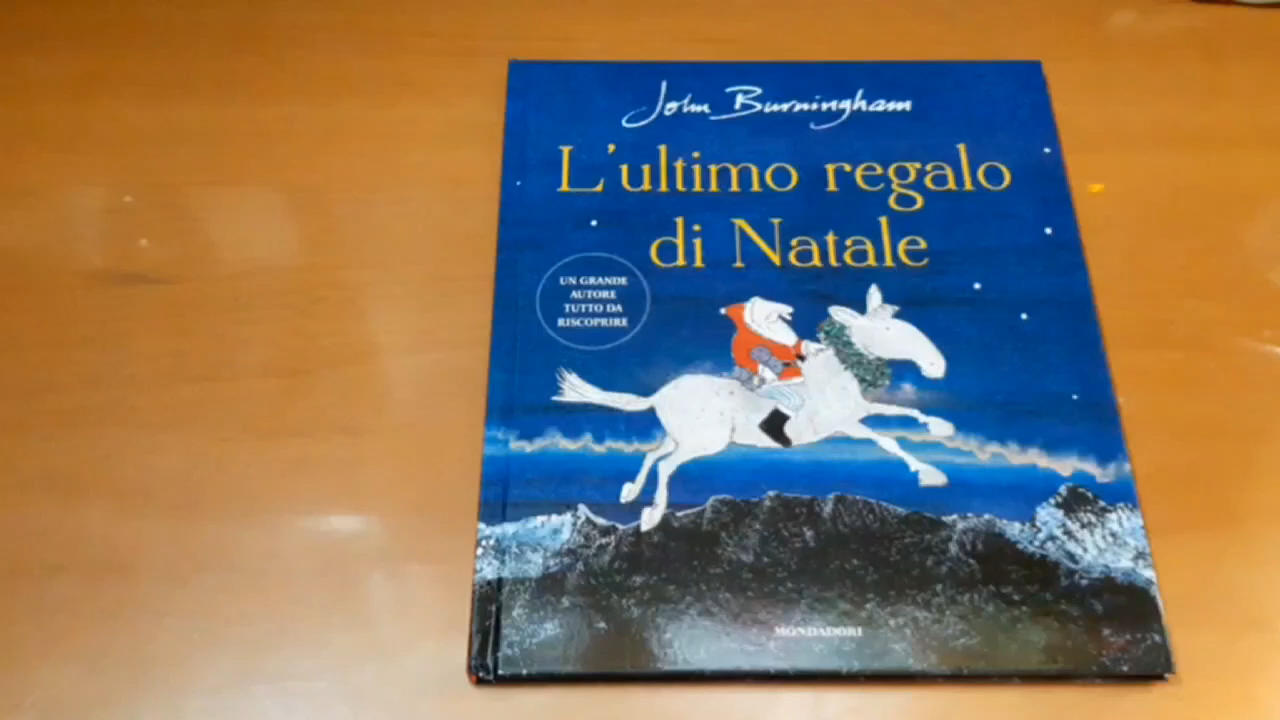 John Burningham
L'ultimo regalo
di Natale
UN GRANDE
AUTORE
TUTTO DA
RISCOPRIRE
MONDADORI